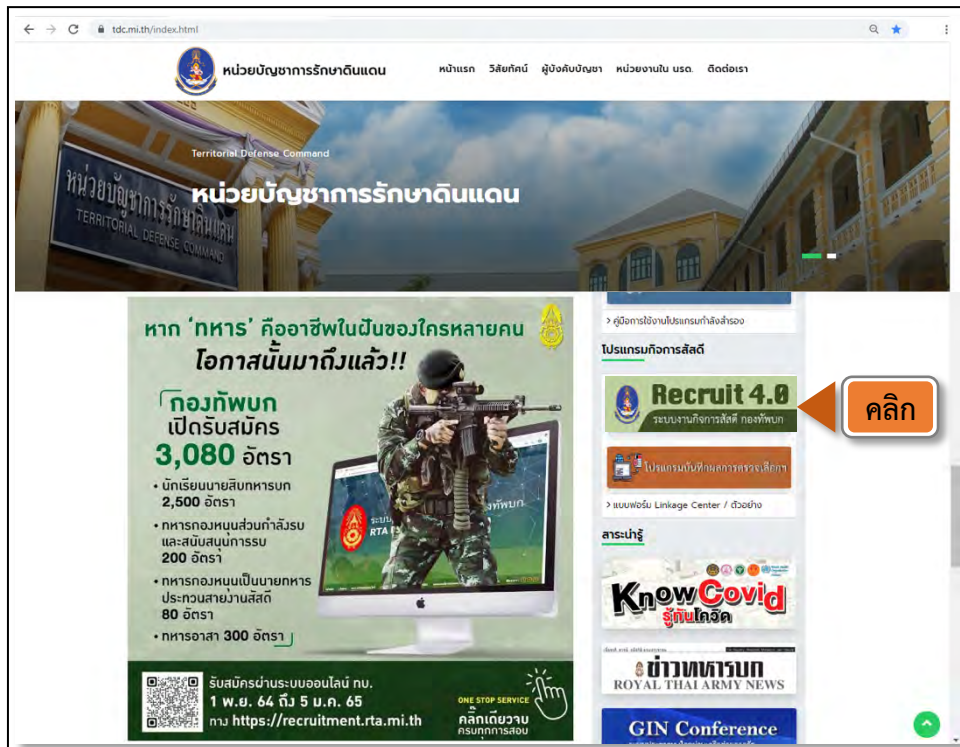 tdc.mi.th/index.html
หน่วยบัญชาการรักษาดินแดน
หน้าแรก วิสัยทัศน์ ผู้บังคับบัญชา หน่วยงานใน นรด. ติดต่อเรา
Territorial Defense Command
หน่วยบัญชาการรักษาดินแดน
หน่วยบัญชาการรักษาดินแดน
TERRITORIAL DEFENSE COMMAND
หาก 'ทหาร' คืออาชีพในฝันของใครหลายคน
โอกาสนั้นมาถึงแล้ว!!
กองทัพบก
เปิดรับสมัคร
3,080 อัตรา
• นักเรียนนายสิบทหารบก
2,500 อัตรา
• ทหารกองหนุนส่วนกำลังรบ
และสนับสนุนการรบ
200 อัตรา
• ทหารกองหนุนเป็นนายทหาร
ประทวนสายงานสัสดี
80 อัตรา
• ทหารอาสา 300 อัตรา
รับสมัครผ่านระบบออนไลน์ ทบ.
1 พ.ย. 64 ถึง 5 ม.ค. 65
ทาง https://recruitment.rta.mi.th
ONE STOP SERVICE
คลิ๊กเดียวจบ
ครบทุกการสอบ
> คู่มือการใช้งานโปรแกรมกำลังสำรอง
โปรแกรมกิจการสัสดี
Recruit 4.0
ระบบงานกิจการสัสดี กองทัพบก
คลิก
โปรแกรมบันทึกผลการตรวจเลือกฯ
> แบบฟอร์ม Linkage Center / ตัวอย่าง
สาระน่ารู้
KnowCovid
รู้ทันโควิด
ข่าวทหารบก
ROYAL THAI ARMY NEWS
GIN Conference